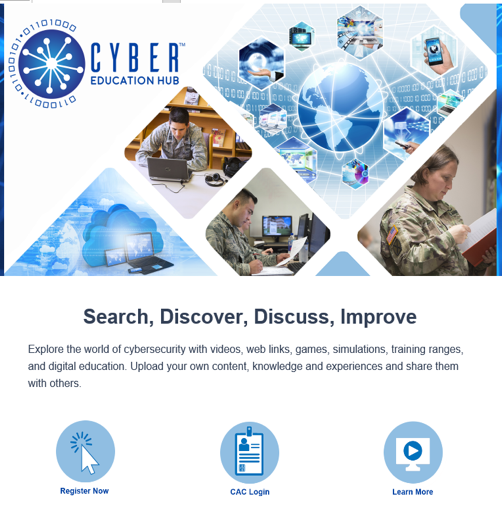 CYBER™
EDUCATION HUB
Search, Discover, Discuss, Improve
Explore the world of cybersecurity with videos, web links, games, simulations, training ranges,
and digital education. Upload your own content, knowledge and experiences and share them
with others.
Register Now
CAC Login
Learn More